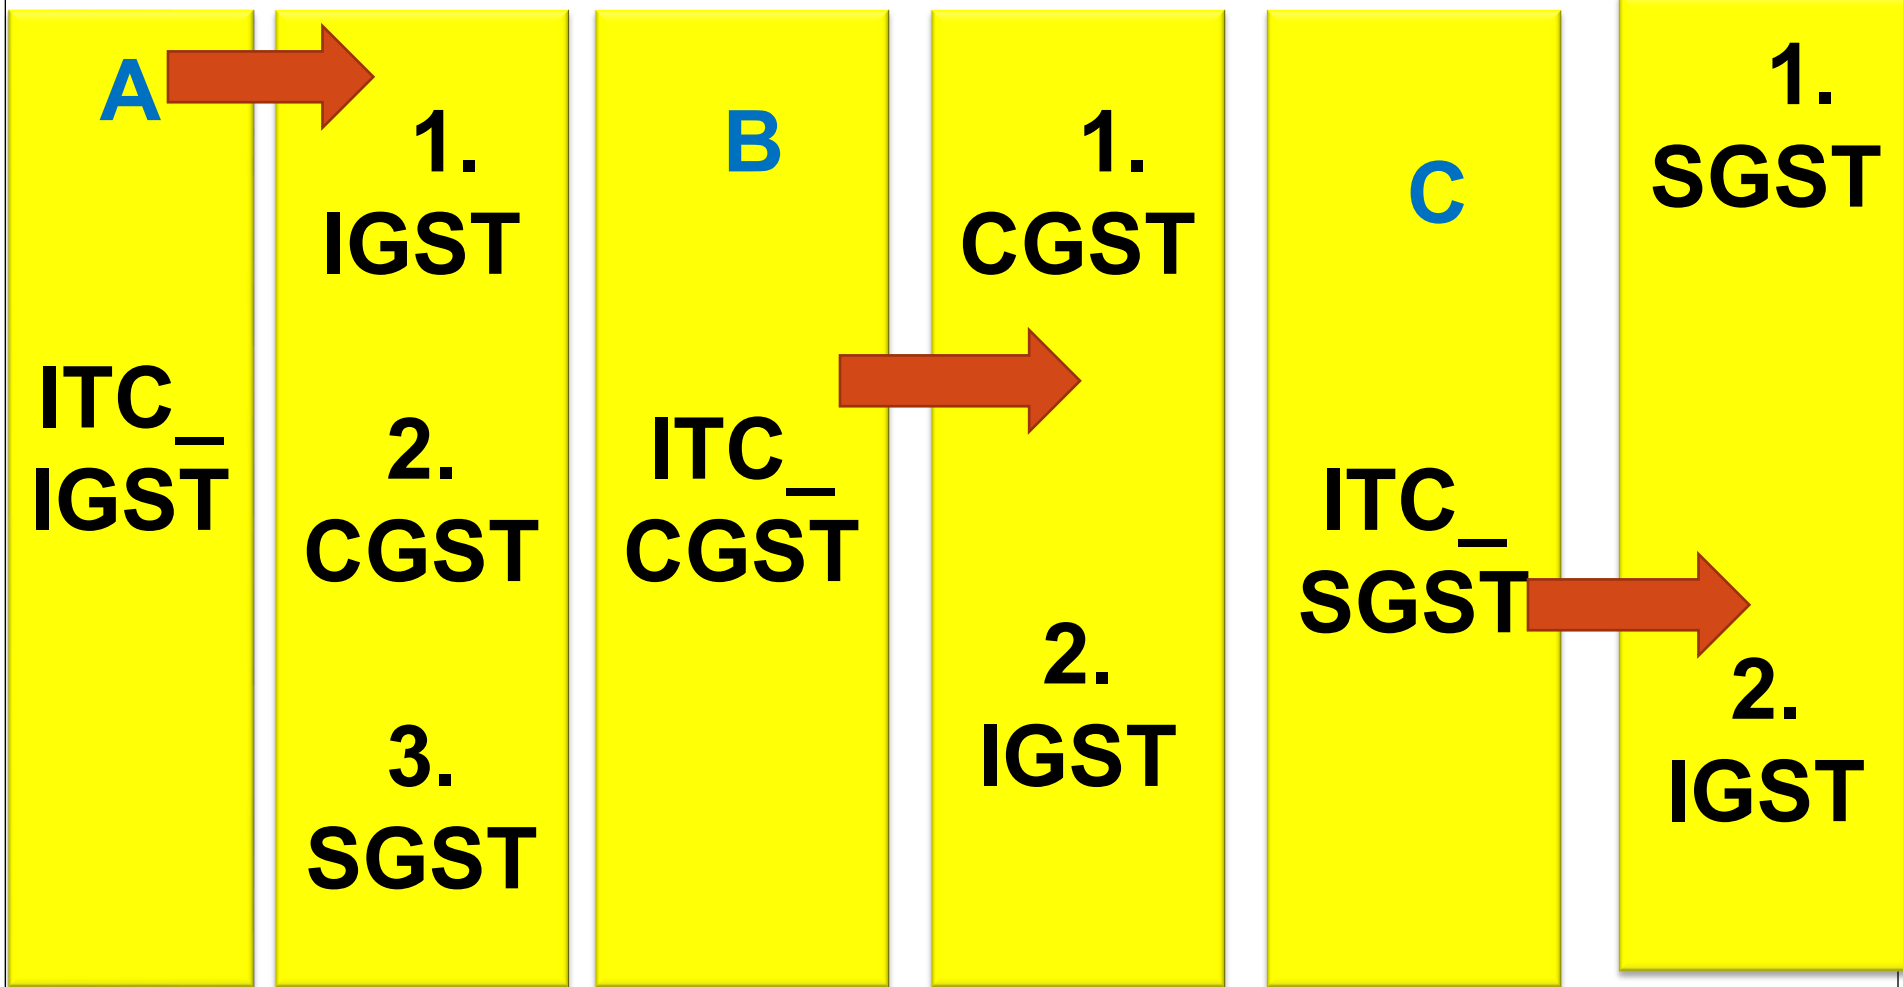 A
ITC_
IGST
1.
IGST
2.
CGST
3.
SGST
B
ITC_
CGST
1.
CGST
2.
IGST
C
ITC_
SGST
1.
SGST
2.
IGST